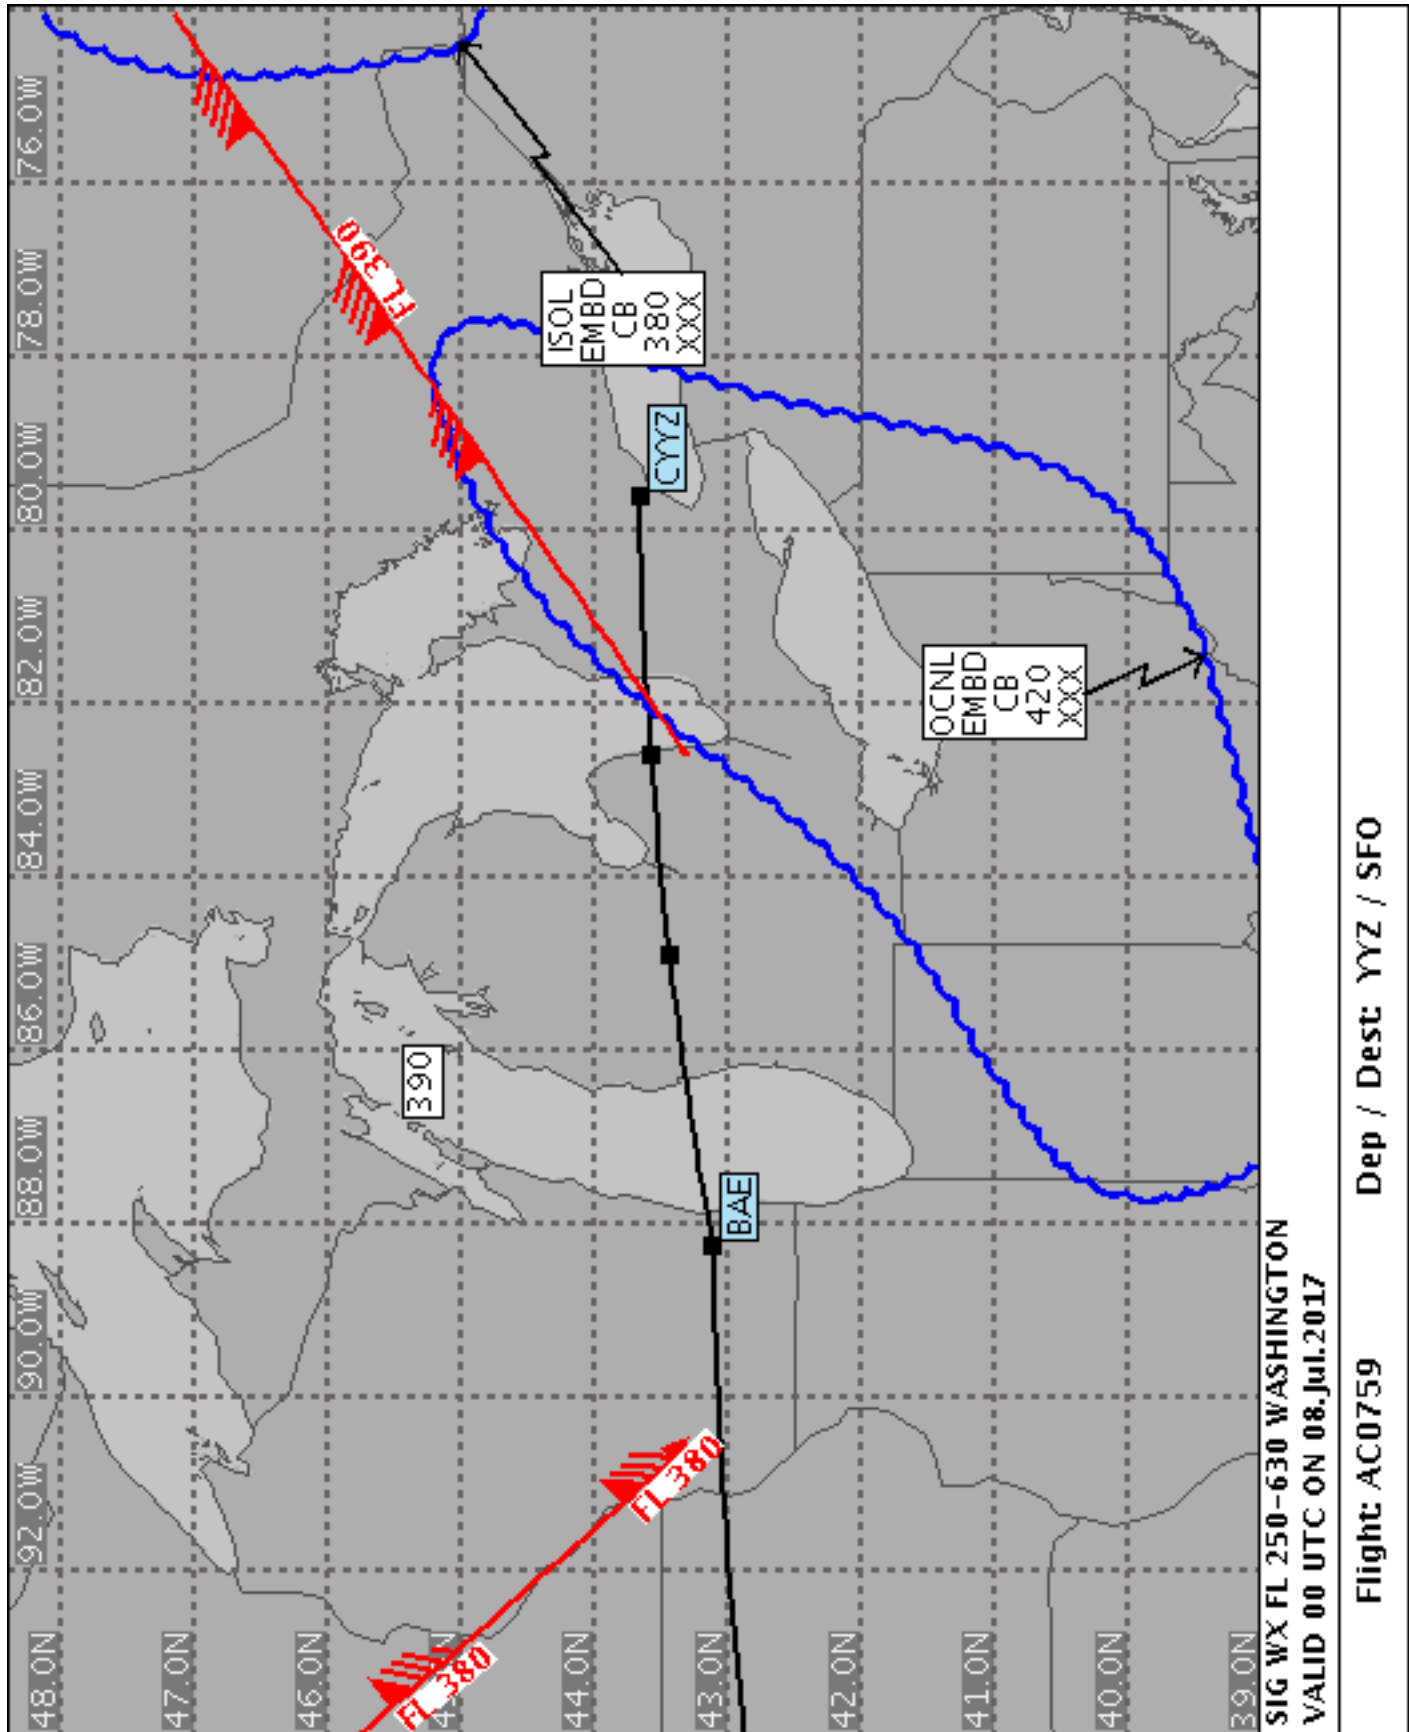 48.0N
47.0N
46.0N
45.0N
44.0N
43.0N
42.0N
41.0N
40.0N
39.0N
92.0W
90.0W
88.0W
86.0W
84.0W
82.0W
80.0W
78.0W
76.0W
FL 380
FL 380
390
FL 390
BAE
CYYZ
ISOL
EMBD
CB
380
XXX
OCNL
EMBD
CB
420
XXX
SIG WX FL 250-630 WASHINGTON
VALID 00 UTC ON 08.Jul.2017
Flight: AC0759 Dep / Dest: YYZ / SFO